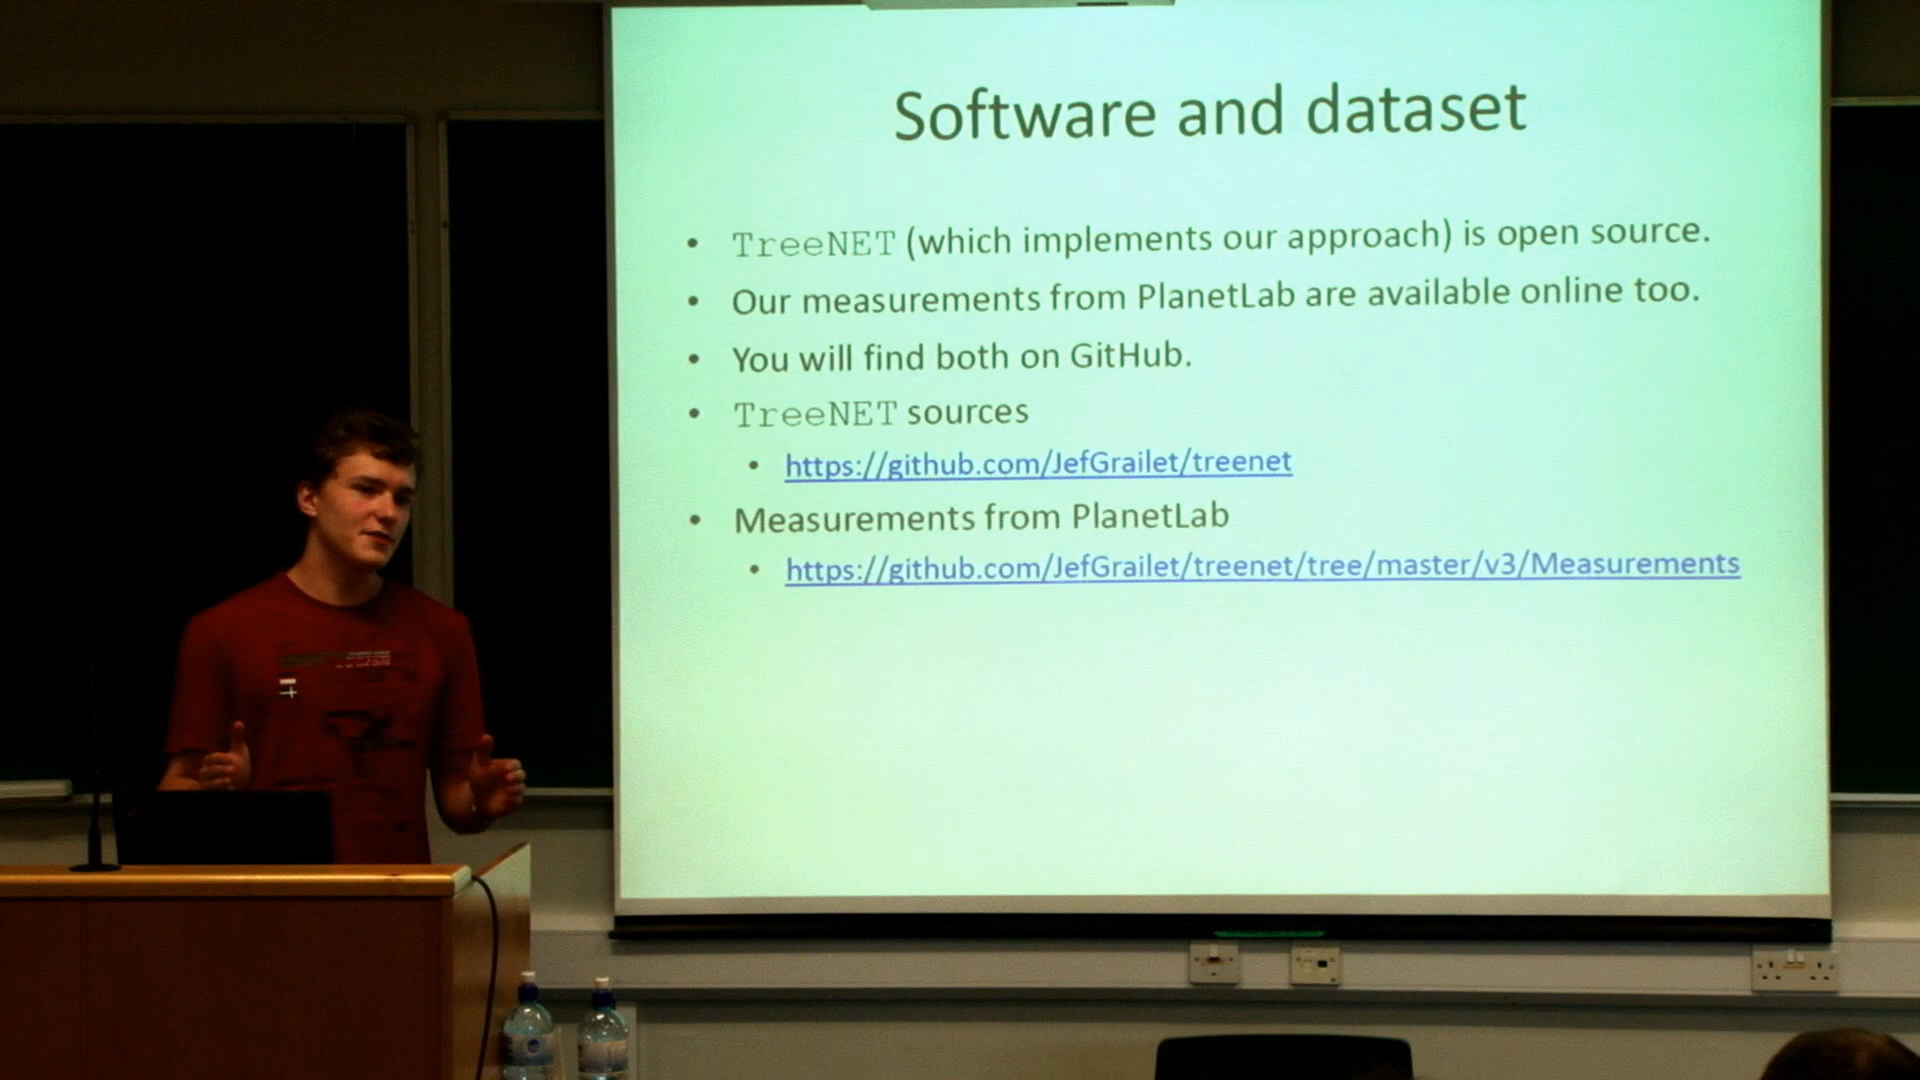 Software and dataset
• TreeNET (which implements our approach) is open source.
• Our measurements from PlanetLab are available online too.
• You will find both on GitHub.
• TreeNET sources
• https://github.com/JefGrailet/treenet
• Measurements from PlanetLab
• https://github.com/JefGrailet/treenet/tree/master/v3/Measurements